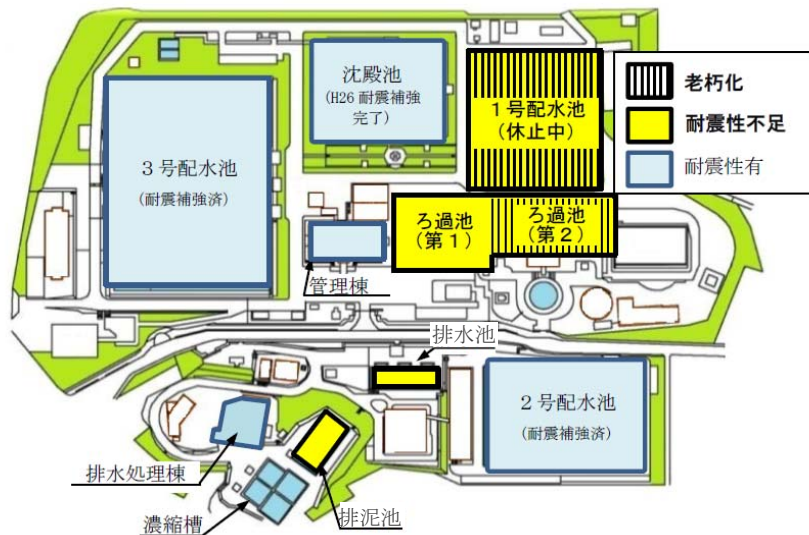 沈殿池
(H26 耐震補強
完了)
1号配水池
(休止中)
老朽化
耐震性不足
耐震性有
3号配水池
(耐震補強済)
ろ過池
(第1)
ろ過池
(第2)
管理棟
排水池
2号配水池
(耐震補強済)
排水処理棟
濃縮槽
排泥池